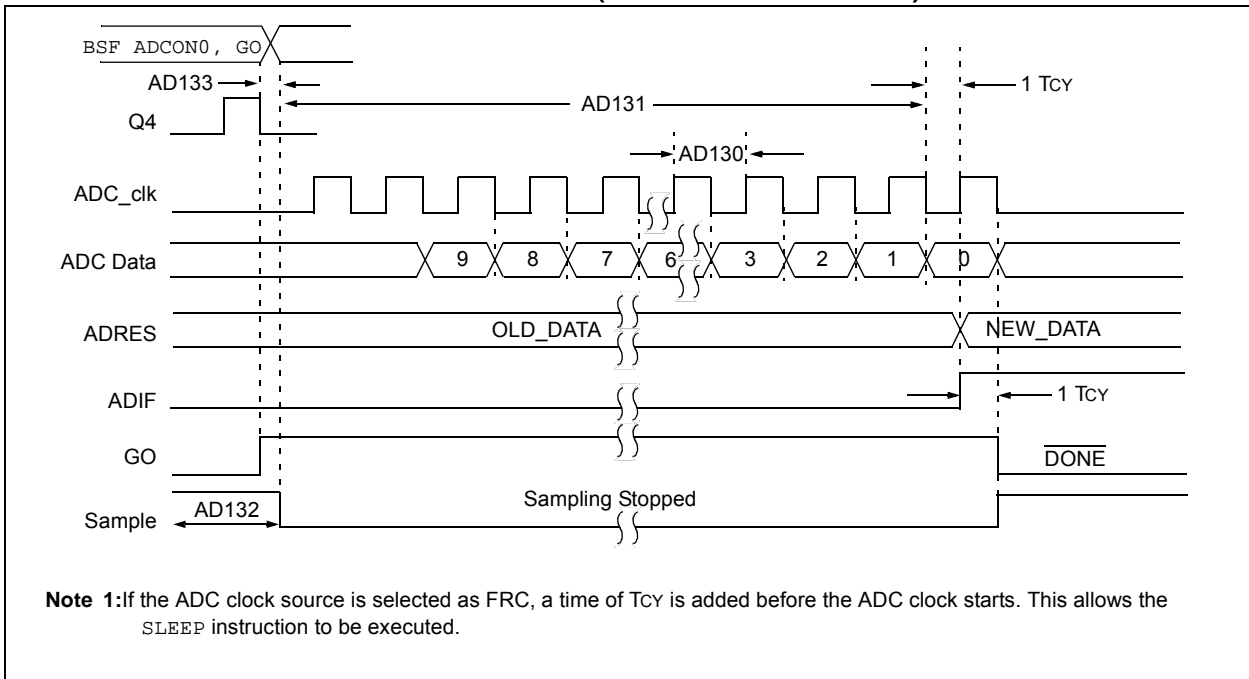 BSF ADCON0, GO
AD133
1 TCY
AD131
Q4
AD130
ADC_clk
ADC Data
9 8 7 6 3 2 1 0
ADRES
OLD_DATA
NEW_DATA
ADIF
1 TCY
GO
DONE
Sampling Stopped
AD132
Sample
Note 1:If the ADC clock source is selected as FRC, a time of TCY is added before the ADC clock starts. This allows the
SLEEP instruction to be executed.